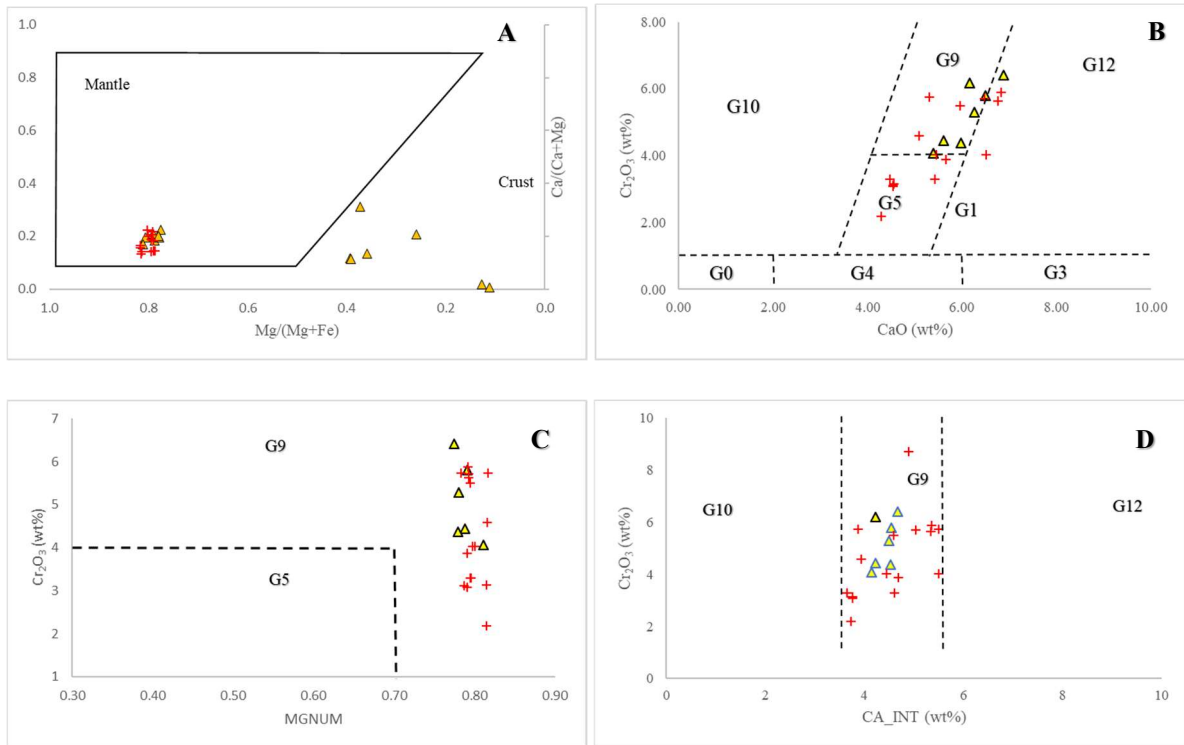 A
1.0
0.8
0.6
0.4
0.2
0.0
Mantle
Crust
Ca/(Ca+Mg)
1.0 0.8 0.6 0.4 0.2 0.0
Mg/(Mg+Fe)
B
8.00
6.00
4.00
2.00
0.00
Cr₂O₃ (wt%)
G9
G12
G10
G5
G1
G0
G4
G3
0.00 2.00 4.00 6.00 8.00 10.00
CaO (wt%)
C
7
6
5
4
3
2
1
Cr₂O₃ (wt%)
G9
G5
0.30 0.40 0.50 0.60 0.70 0.80 0.90
MGNUM
D
10
8
6
4
2
0
Cr₂O₃ (wt%)
G9
G10
G12
0 2 4 6 8 10
CA_INT (wt%)